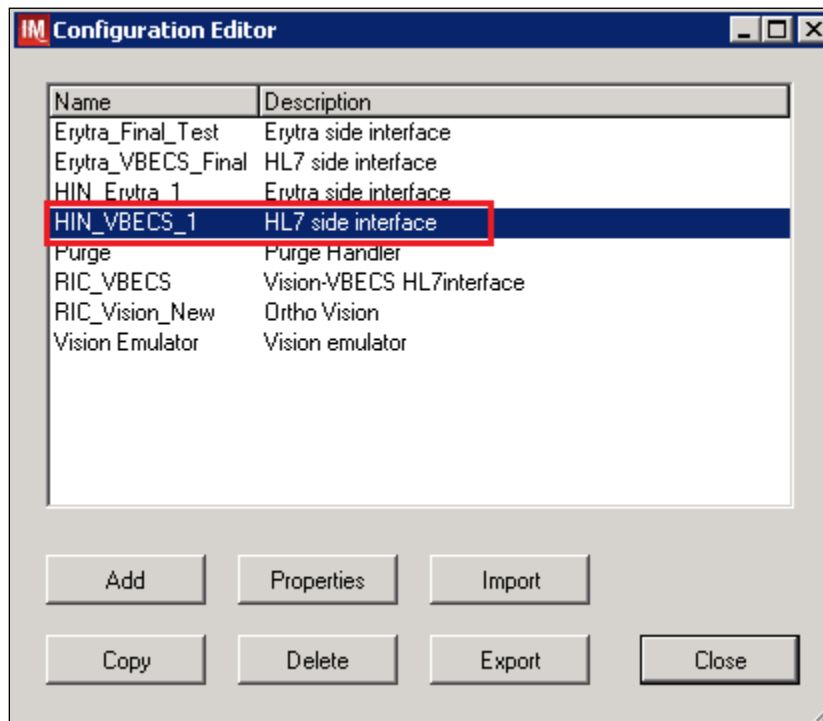 IM Configuration Editor
Name Description
Erytra_Final_Test Erytra side interface
Erytra_VBECS_Final HL7 side interface
HIN_Erytra_1 Erytra side interface
HIN_VBECS_1 HL7 side interface
Purge Purge Handler
RIC_VBECS Vision-VBECS HL7interface
RIC_Vision_New Ortho Vision
Vision Emulator Vision emulator
Add Properties Import
Copy Delete Export Close